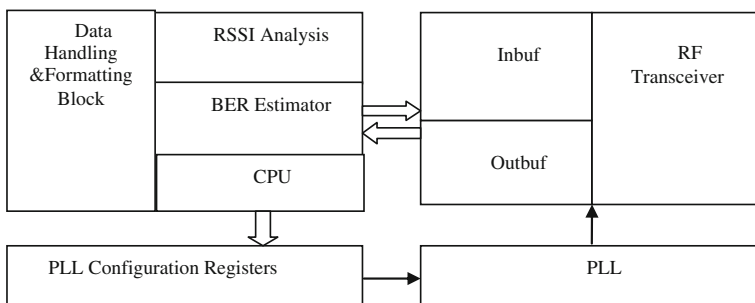 Data
Handling
&Formatting
Block
RSSI Analysis
BER Estimator
CPU
Inbuf
Outbuf
RF
Transceiver
PLL Configuration Registers
PLL